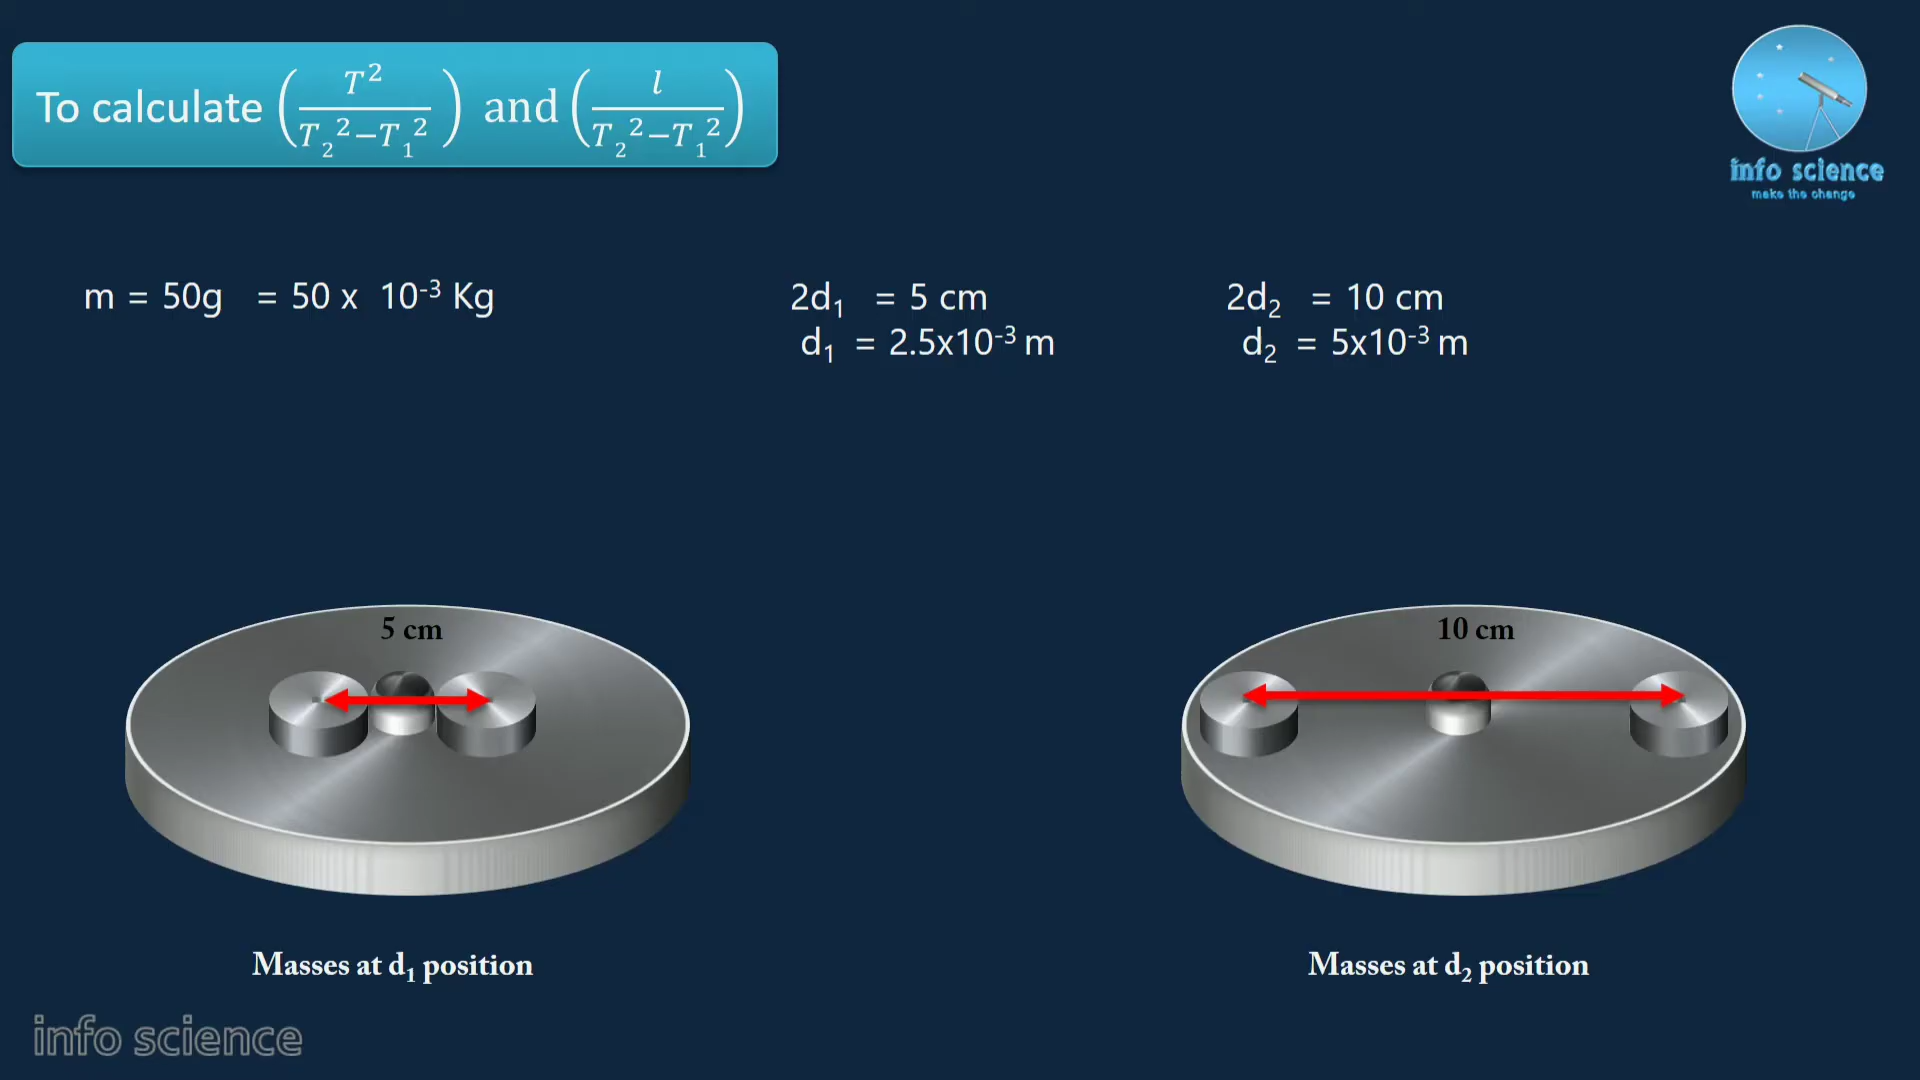 To calculate (T²/(T₂²−T₁²)) and (l/(T₂²−T₁²))
info science
make the change
m = 50g = 50 x 10⁻³ Kg
2d₁ = 5 cm
d₁ = 2.5x10⁻³ m
2d₂ = 10 cm
d₂ = 5x10⁻³ m
5 cm
10 cm
Masses at d₁ position
Masses at d₂ position
info science